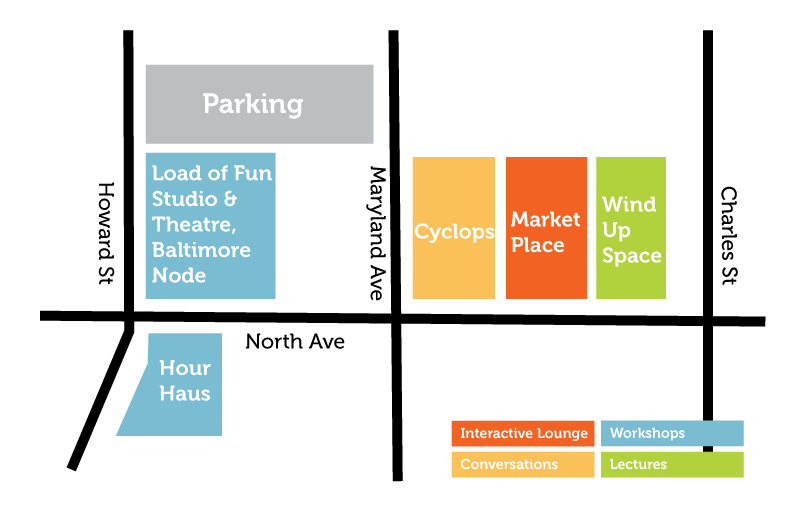 Parking
Howard St
Load of Fun
Studio &
Theatre,
Baltimore
Node
Maryland Ave
Cyclops
Market
Place
Wind
Up
Space
Charles St
North Ave
Hour
Haus
Interactive Lounge
Workshops
Conversations
Lectures